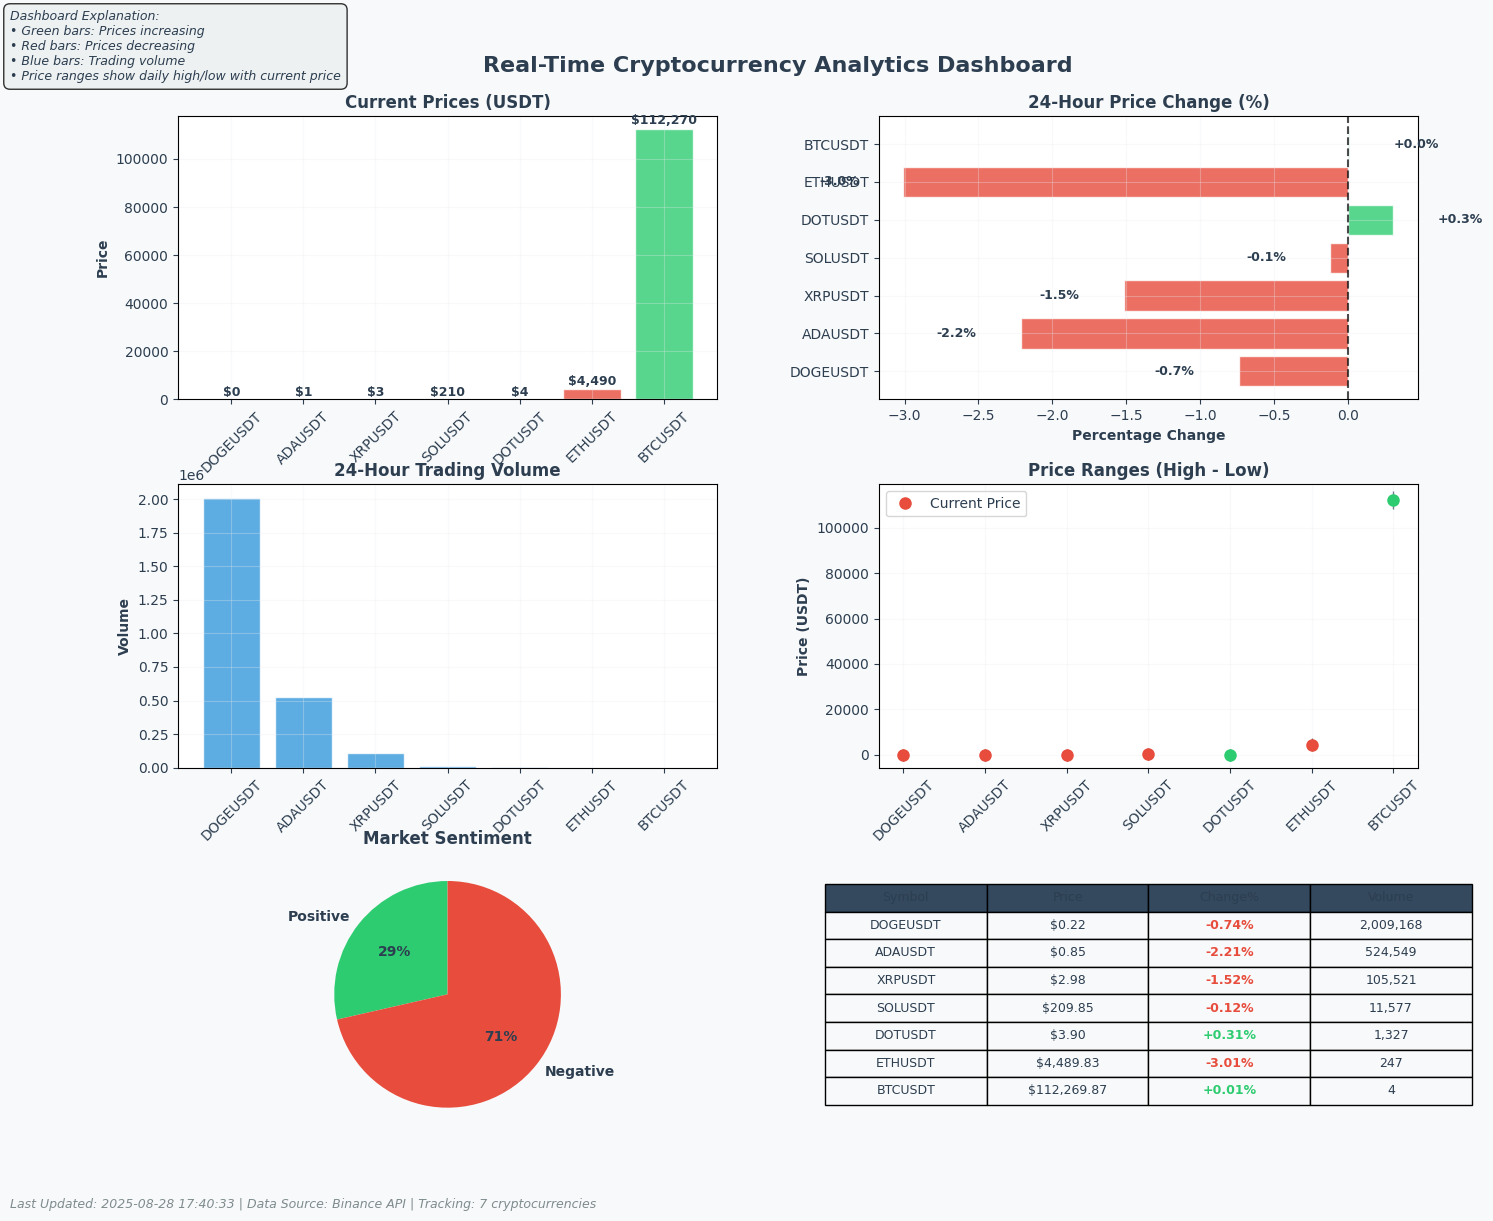 Dashboard Explanation:
• Green bars: Prices increasing
• Red bars: Prices decreasing
• Blue bars: Trading volume
• Price ranges show daily high/low with current price
Real-Time Cryptocurrency Analytics Dashboard
Current Prices (USDT)
Price
100000
80000
60000
40000
20000
0
$0 $1 $3 $210 $4 $4,490 $112,270
DOGEUSDT ADAUSDT XRPUSDT SOLUSDT DOTUSDT ETHUSDT BTCUSDT
24-Hour Price Change (%)
BTCUSDT +0.0%
ETHUSDT -3.0%
DOTUSDT +0.3%
SOLUSDT -0.1%
XRPUSDT -1.5%
ADAUSDT -2.2%
DOGEUSDT -0.7%
−3.0 −2.5 −2.0 −1.5 −1.0 −0.5 0.0
Percentage Change
24-Hour Trading Volume
1e6
Volume
2.00
1.75
1.50
1.25
1.00
0.75
0.50
0.25
0.00
DOGEUSDT ADAUSDT XRPUSDT SOLUSDT DOTUSDT ETHUSDT BTCUSDT
Price Ranges (High - Low)
Current Price
Price (USDT)
100000
80000
60000
40000
20000
0
DOGEUSDT ADAUSDT XRPUSDT SOLUSDT DOTUSDT ETHUSDT BTCUSDT
Market Sentiment
Positive
29%
71%
Negative
Symbol Price Change% Volume
DOGEUSDT $0.22 -0.74% 2,009,168
ADAUSDT $0.85 -2.21% 524,549
XRPUSDT $2.98 -1.52% 105,521
SOLUSDT $209.85 -0.12% 11,577
DOTUSDT $3.90 +0.31% 1,327
ETHUSDT $4,489.83 -3.01% 247
BTCUSDT $112,269.87 +0.01% 4
Last Updated: 2025-08-28 17:40:33 | Data Source: Binance API | Tracking: 7 cryptocurrencies